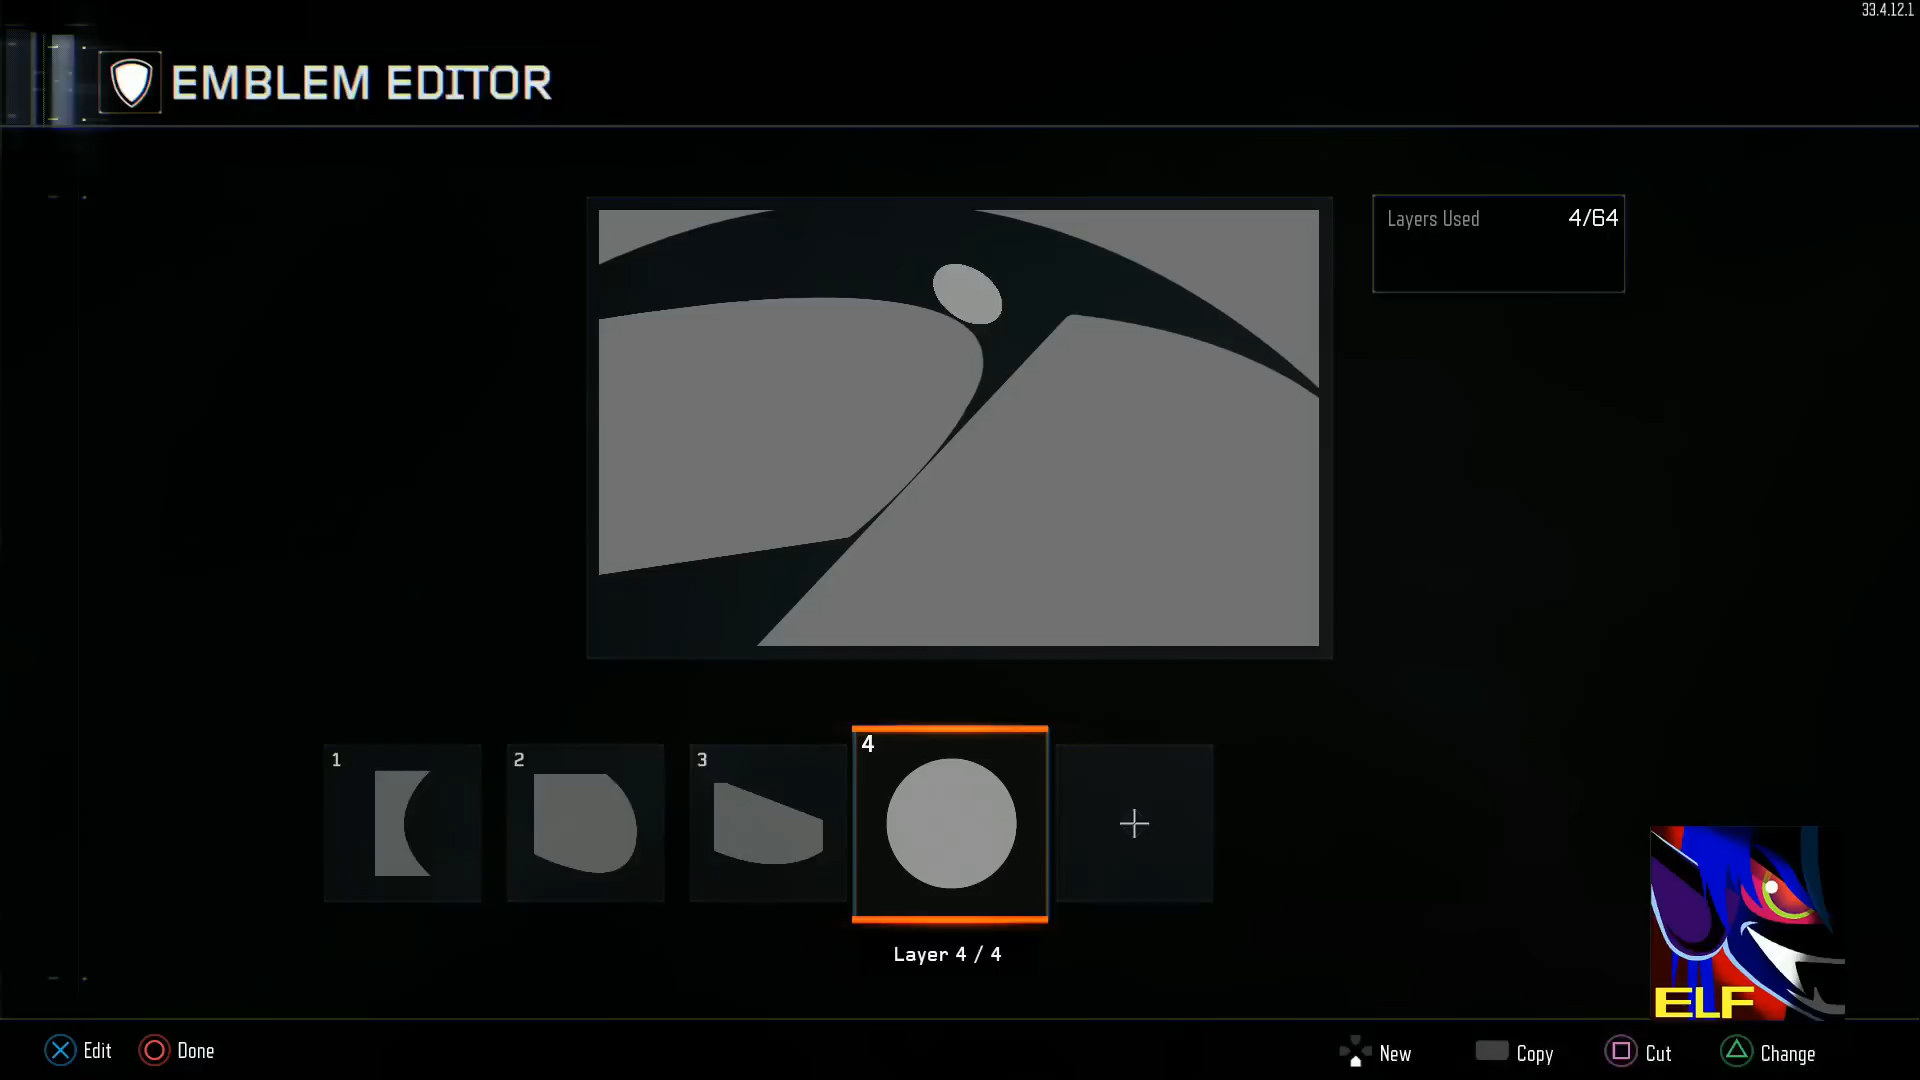 33.4.12.1
EMBLEM EDITOR
Layers Used 4/64
1 2 3 4
Layer 4 / 4
ELF
Edit Done New Copy Cut Change